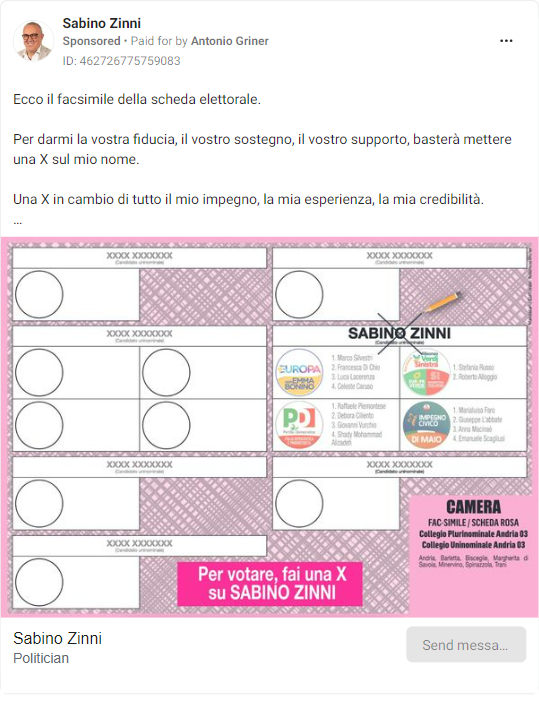 Sabino Zinni
Sponsored • Paid for by Antonio Griner
ID: 462726775759083
Ecco il facsimile della scheda elettorale.
Per darmi la vostra fiducia, il vostro sostegno, il vostro supporto, basterà mettere
una X sul mio nome.
Una X in cambio di tutto il mio impegno, la mia esperienza, la mia credibilità.
...
XXXX XXXXXXX
(Candidato uninominale)
XXXX XXXXXXX
(Candidato uninominale)
XXXX XXXXXXX
(Candidato uninominale)
SABINO ZINNI
(Candidato uninominale)
EUROPA
EMMA
BONINO
1. Marco Silvestri
2. Francesca Di Chio
3. Luca Lacerenza
4. Celeste Caruso
Verdi
Sinistra
1. Stefania Russo
2. Roberto Alloggio
PD
1. Raffaele Piemontese
2. Debora Ciliento
3. Giovanni Vurchio
4. Shady Mohammad
Alizadeh
IMPEGNO
CIVICO
DI MAIO
1. Marialuisa Faro
2. Giuseppe L'abbate
3. Anna Macinaè
4. Emanuele Scagliusi
XXXX XXXXXXX
(Candidato uninominale)
XXXX XXXXXXX
(Candidato uninominale)
XXXX XXXXXXX
(Candidato uninominale)
Per votare, fai una X
su SABINO ZINNI
CAMERA
FAC-SIMILE / SCHEDA ROSA
Collegio Plurinominale Andria 03
Collegio Uninominale Andria 03
Andria, Barletta, Bisceglie, Margherita di
Savoia, Minervino, Spinazzola, Trani
Sabino Zinni
Politician
Send messa...